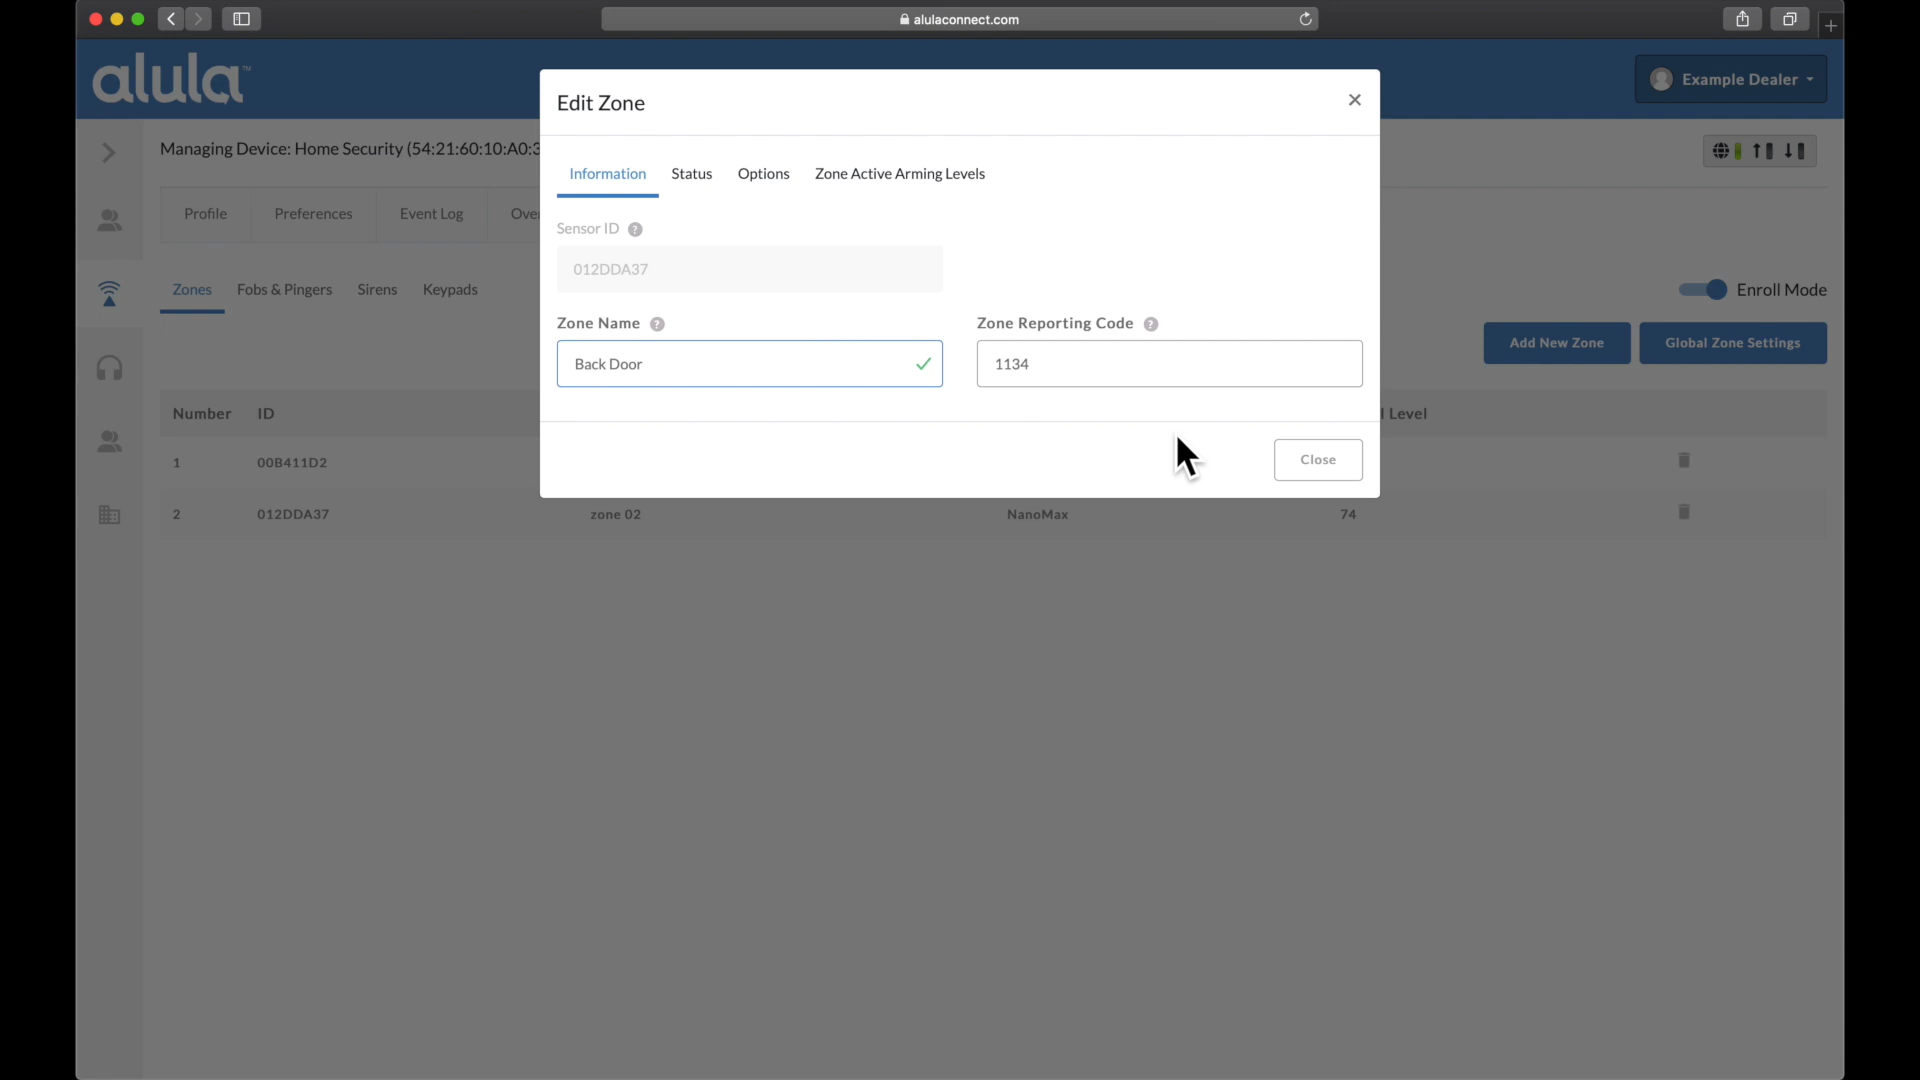 alulaconnect.com
alula™
Example Dealer
Edit Zone
Managing Device: Home Security (54:21:60:10:A0:3
Information Status Options Zone Active Arming Levels
Profile Preferences Event Log Over
Sensor ID
012DDA37
Zones Fobs & Pingers Sirens Keypads
Enroll Mode
Zone Name Zone Reporting Code
Back Door 1134
Add New Zone Global Zone Settings
Number ID Level
Close
1 00B411D2
2 012DDA37 zone 02 NanoMax 74